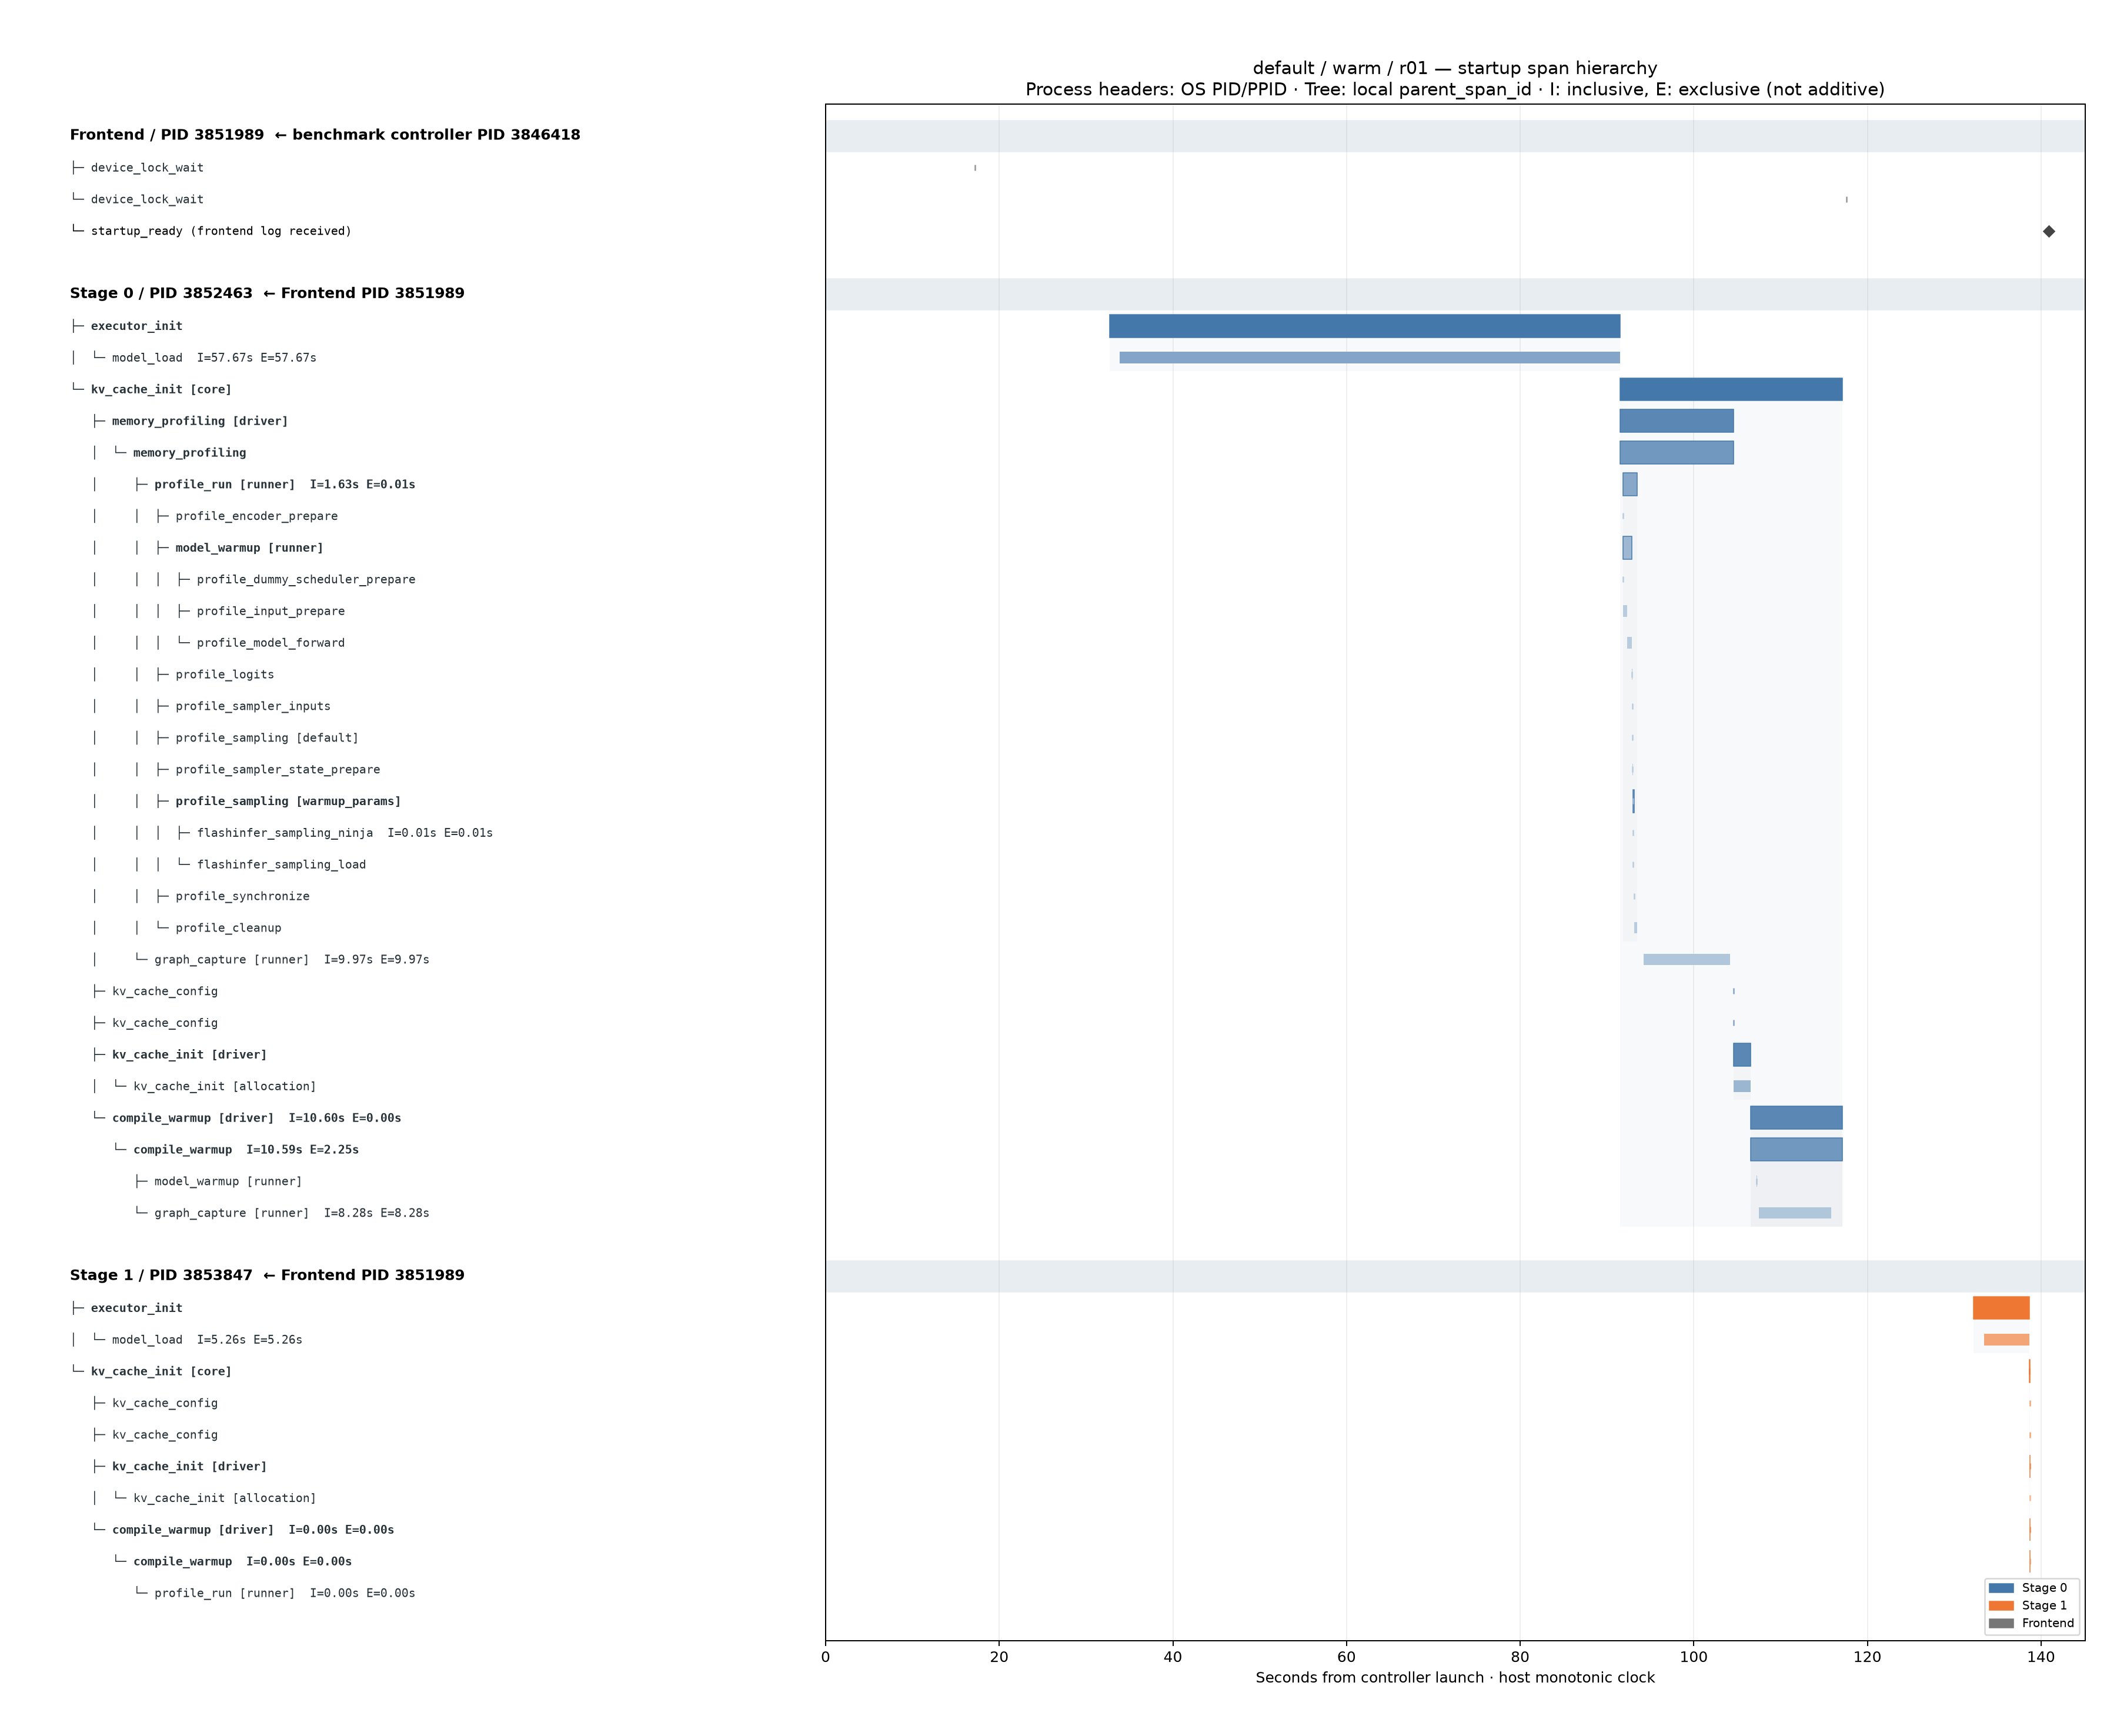 default / warm / r01 — startup span hierarchy
Process headers: OS PID/PPID · Tree: local parent_span_id · I: inclusive, E: exclusive (not additive)
Frontend / PID 3851989 ← benchmark controller PID 3846418
├─ device_lock_wait
└─ device_lock_wait
└─ startup_ready (frontend log received)
Stage 0 / PID 3852463 ← Frontend PID 3851989
├─ executor_init
│  └─ model_load  I=57.67s E=57.67s
└─ kv_cache_init [core]
   ├─ memory_profiling [driver]
   │  └─ memory_profiling
   │     ├─ profile_run [runner]  I=1.63s E=0.01s
   │     │  ├─ profile_encoder_prepare
   │     │  ├─ model_warmup [runner]
   │     │  │  ├─ profile_dummy_scheduler_prepare
   │     │  │  ├─ profile_input_prepare
   │     │  │  └─ profile_model_forward
   │     │  ├─ profile_logits
   │     │  ├─ profile_sampler_inputs
   │     │  ├─ profile_sampling [default]
   │     │  ├─ profile_sampler_state_prepare
   │     │  ├─ profile_sampling [warmup_params]
   │     │  │  ├─ flashinfer_sampling_ninja  I=0.01s E=0.01s
   │     │  │  └─ flashinfer_sampling_load
   │     │  ├─ profile_synchronize
   │     │  └─ profile_cleanup
   │     └─ graph_capture [runner]  I=9.97s E=9.97s
   ├─ kv_cache_config
   ├─ kv_cache_config
   ├─ kv_cache_init [driver]
   │  └─ kv_cache_init [allocation]
   └─ compile_warmup [driver]  I=10.60s E=0.00s
      └─ compile_warmup  I=10.59s E=2.25s
         ├─ model_warmup [runner]
         └─ graph_capture [runner]  I=8.28s E=8.28s
Stage 1 / PID 3853847 ← Frontend PID 3851989
├─ executor_init
│  └─ model_load  I=5.26s E=5.26s
└─ kv_cache_init [core]
   ├─ kv_cache_config
   ├─ kv_cache_config
   ├─ kv_cache_init [driver]
   │  └─ kv_cache_init [allocation]
   └─ compile_warmup [driver]  I=0.00s E=0.00s
      └─ compile_warmup  I=0.00s E=0.00s
         └─ profile_run [runner]  I=0.00s E=0.00s
Stage 0
Stage 1
Frontend
0 20 40 60 80 100 120 140
Seconds from controller launch · host monotonic clock